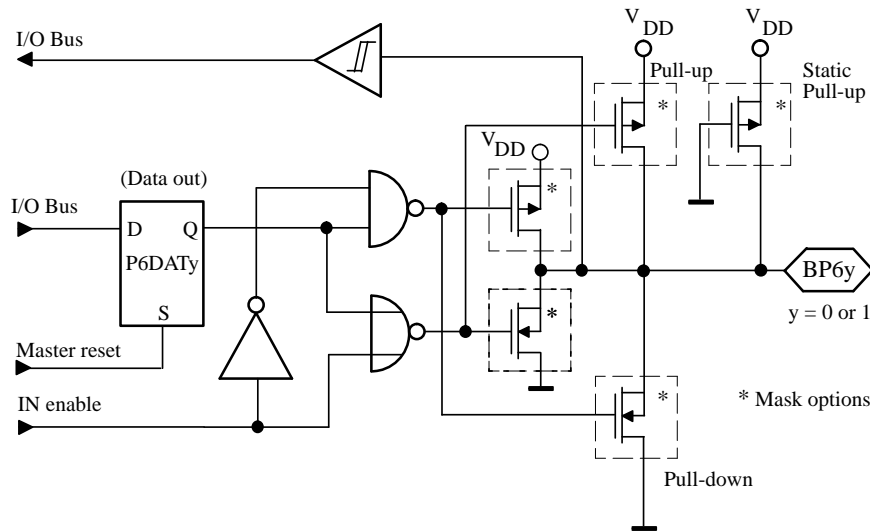 I/O Bus
V
DD
V
DD
Pull-up
Static
Pull-up
*
*
V
DD
*
(Data out)
I/O Bus
D
Q
P6DATy
S
BP6y
y = 0 or 1
*
Master reset
IN enable
*
* Mask options
Pull-down